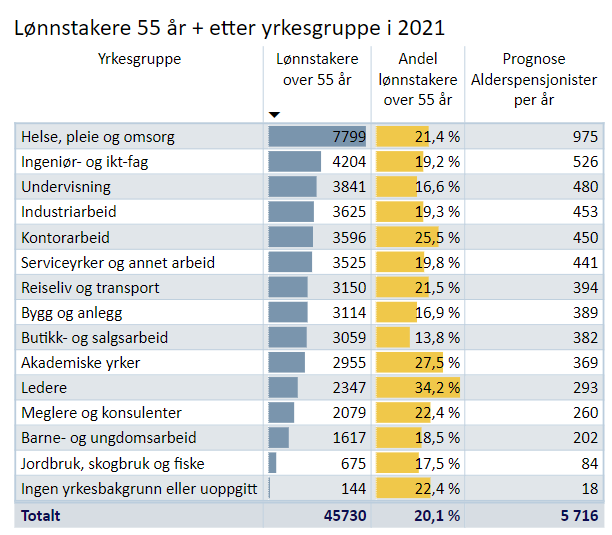 Lønnstakere 55 år + etter yrkesgruppe i 2021
Yrkesgruppe Lønnstakere over 55 år Andel lønnstakere over 55 år Prognose Alderspensjonister per år
Helse, pleie og omsorg 7799 21,4 % 975
Ingeniør- og ikt-fag 4204 19,2 % 526
Undervisning 3841 16,6 % 480
Industriarbeid 3625 19,3 % 453
Kontorarbeid 3596 25,5 % 450
Serviceyrker og annet arbeid 3525 19,8 % 441
Reiseliv og transport 3150 21,5 % 394
Bygg og anlegg 3114 16,9 % 389
Butikk- og salgsarbeid 3059 13,8 % 382
Akademiske yrker 2955 27,5 % 369
Ledere 2347 34,2 % 293
Meglere og konsulenter 2079 22,4 % 260
Barne- og ungdomsarbeid 1617 18,5 % 202
Jordbruk, skogbruk og fiske 675 17,5 % 84
Ingen yrkesbakgrunn eller uoppgitt 144 22,4 % 18
Totalt 45730 20,1 % 5 716